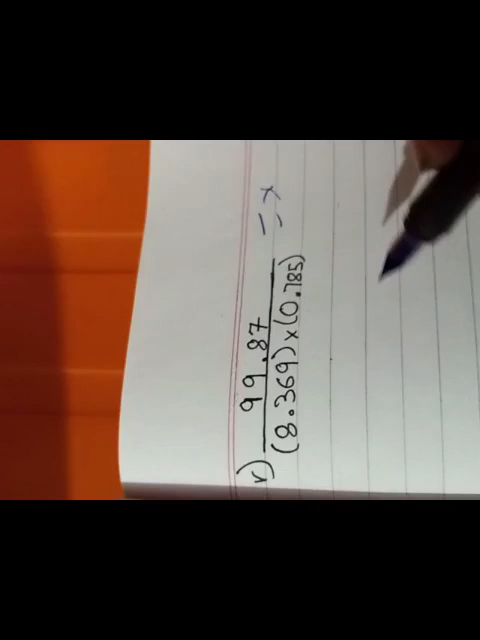 v) 99.87 = x
(8.369)×(0.785)